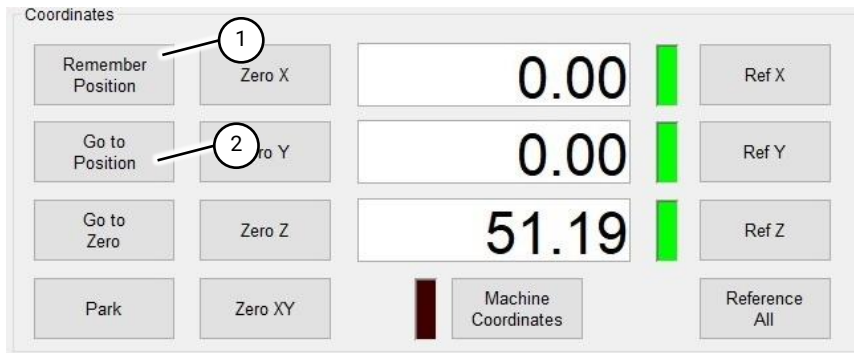 Coordinates
1
Remember
Position
Zero X
0.00
Ref X
Go to
Position
2
ro Y
0.00
Ref Y
Go to
Zero
Zero Z
51.19
Ref Z
Park
Zero XY
Machine
Coordinates
Reference
All